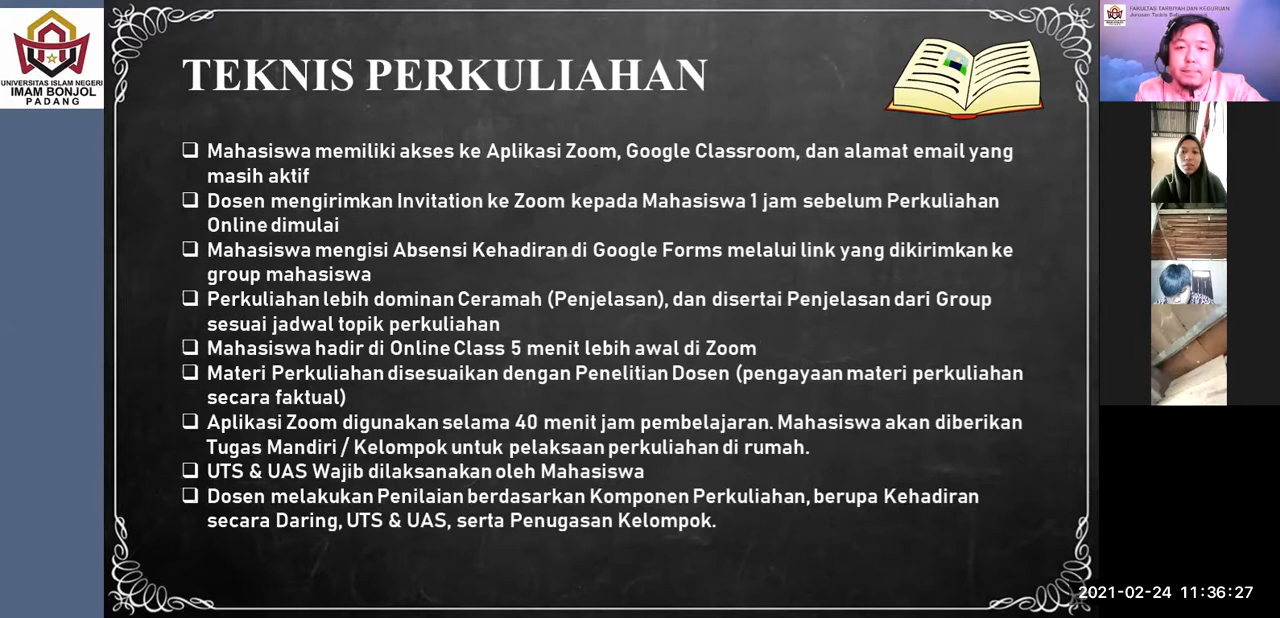 UNIVERSITAS ISLAM NEGERI
IMAM BONJOL
PADANG
TEKNIS PERKULIAHAN
❑ Mahasiswa memiliki akses ke Aplikasi Zoom, Google Classroom, dan alamat email yang
masih aktif
❑ Dosen mengirimkan Invitation ke Zoom kepada Mahasiswa 1 jam sebelum Perkuliahan
Online dimulai
❑ Mahasiswa mengisi Absensi Kehadiran di Google Forms melalui link yang dikirimkan ke
group mahasiswa
❑ Perkuliahan lebih dominan Ceramah (Penjelasan), dan disertai Penjelasan dari Group
sesuai jadwal topik perkuliahan
❑ Mahasiswa hadir di Online Class 5 menit lebih awal di Zoom
❑ Materi Perkuliahan disesuaikan dengan Penelitian Dosen (pengayaan materi perkuliahan
secara faktual)
❑ Aplikasi Zoom digunakan selama 40 menit jam pembelajaran. Mahasiswa akan diberikan
Tugas Mandiri / Kelompok untuk pelaksaan perkuliahan di rumah.
❑ UTS & UAS Wajib dilaksanakan oleh Mahasiswa
❑ Dosen melakukan Penilaian berdasarkan Komponen Perkuliahan, berupa Kehadiran
secara Daring, UTS & UAS, serta Penugasan Kelompok.
FAKULTAS TARBIYAH DAN KEGURUAN
Jurusan Tadris
2021-02-24 11:36:27